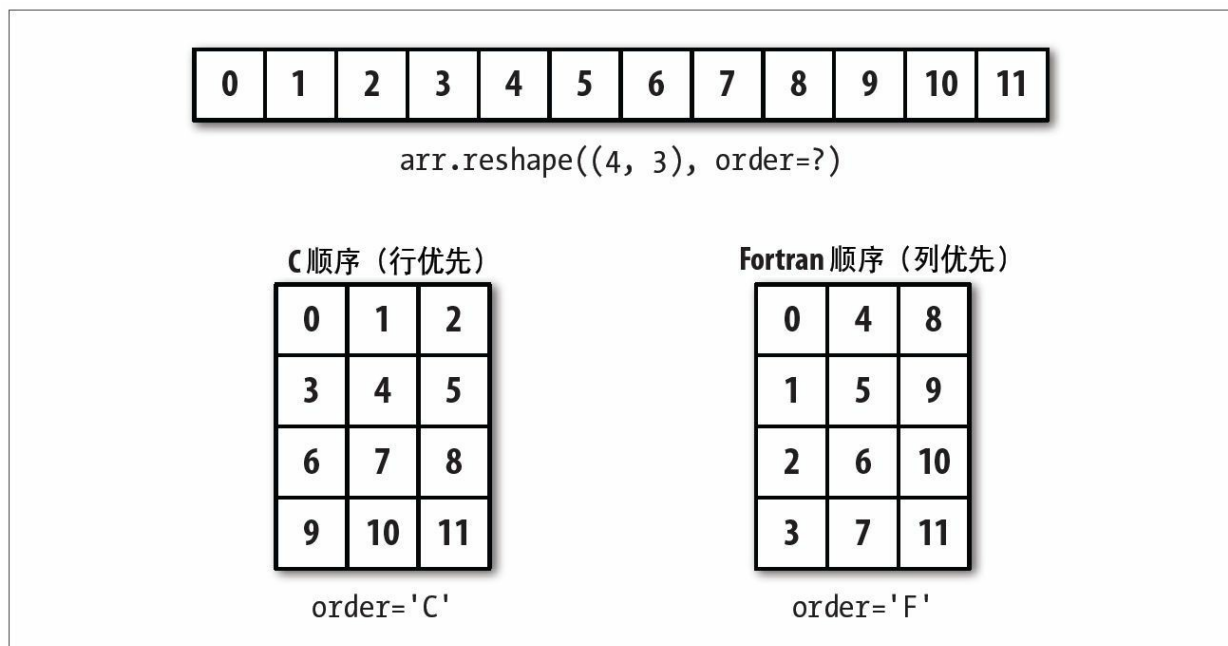 0 1 2 3 4 5 6 7 8 9 10 11
arr.reshape((4, 3), order=?)
C 顺序（行优先）
0 1 2
3 4 5
6 7 8
9 10 11
order='C'
Fortran 顺序（列优先）
0 4 8
1 5 9
2 6 10
3 7 11
order='F'